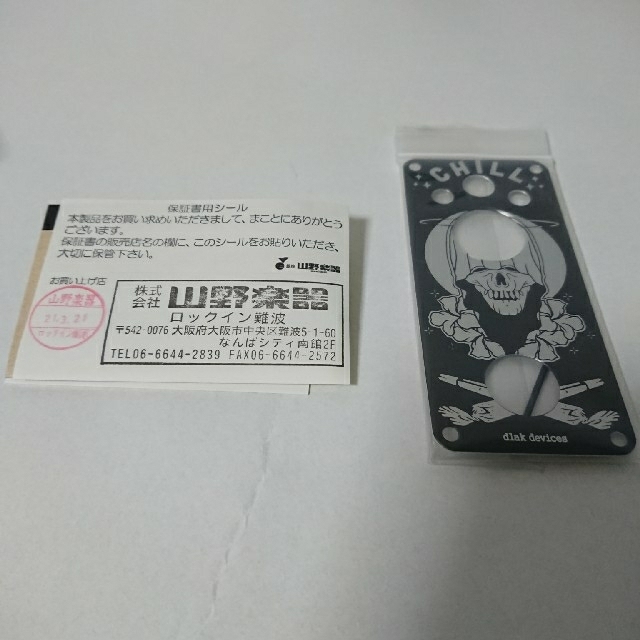 保証書用シール
本製品をお買い求めいただきまして、まことにありがとう
ございます。
保証書の販売店名の欄に、このシールをお貼りいただき、
大切に保管下さい。
山野楽器
お買い上げ店
山野楽器
株式
会社 山野楽器
ロックイン難波
〒542-0076 大阪府大阪市中央区難波5-1-60
なんばシティ南館2F
TEL06-6644-2839 FAX06-6644-2572
CHILL
dlak devices